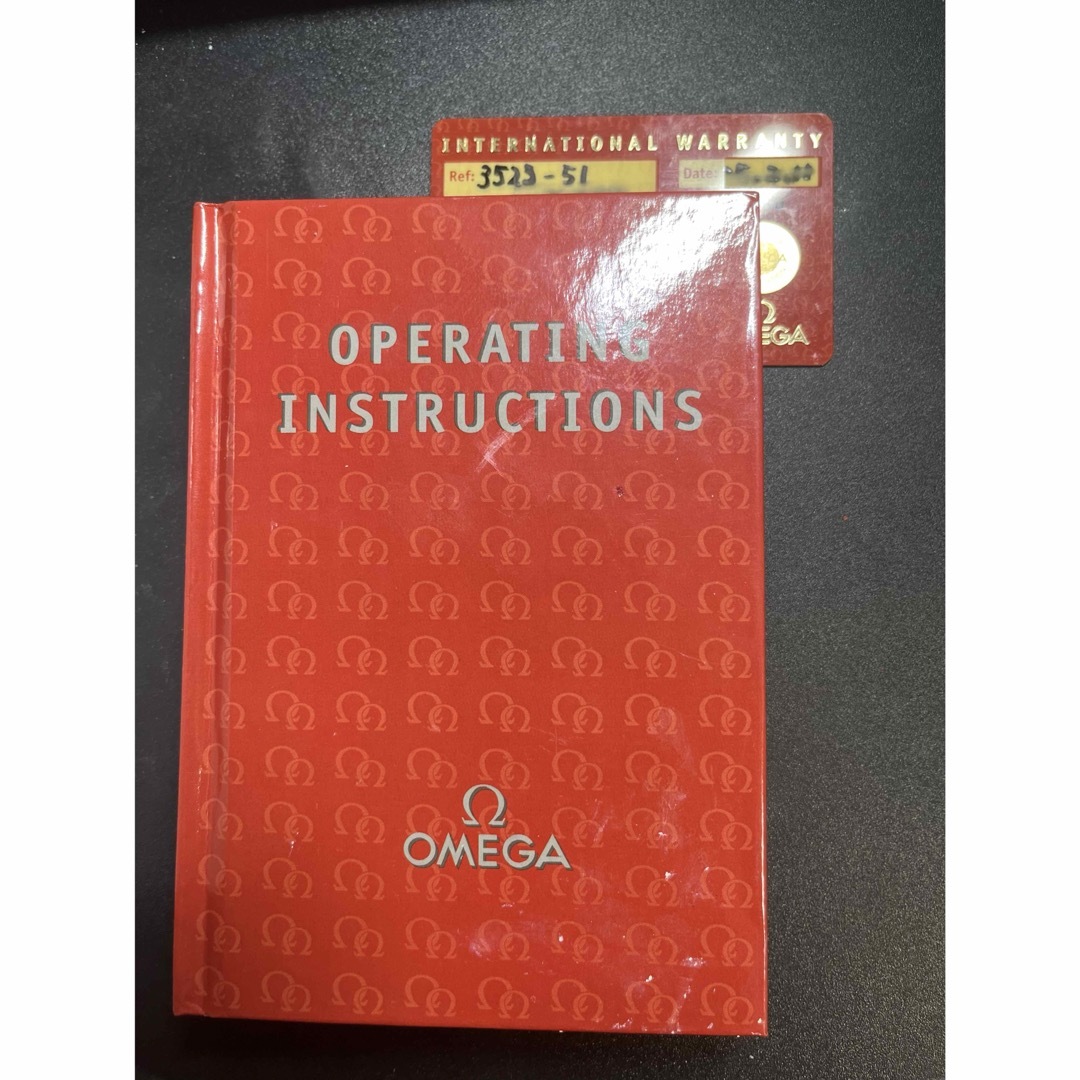 INTERNATIONAL WARRANTY
Ref: 3523-51
Date:
OMEGA
OPERATING
INSTRUCTIONS
Ω
OMEGA